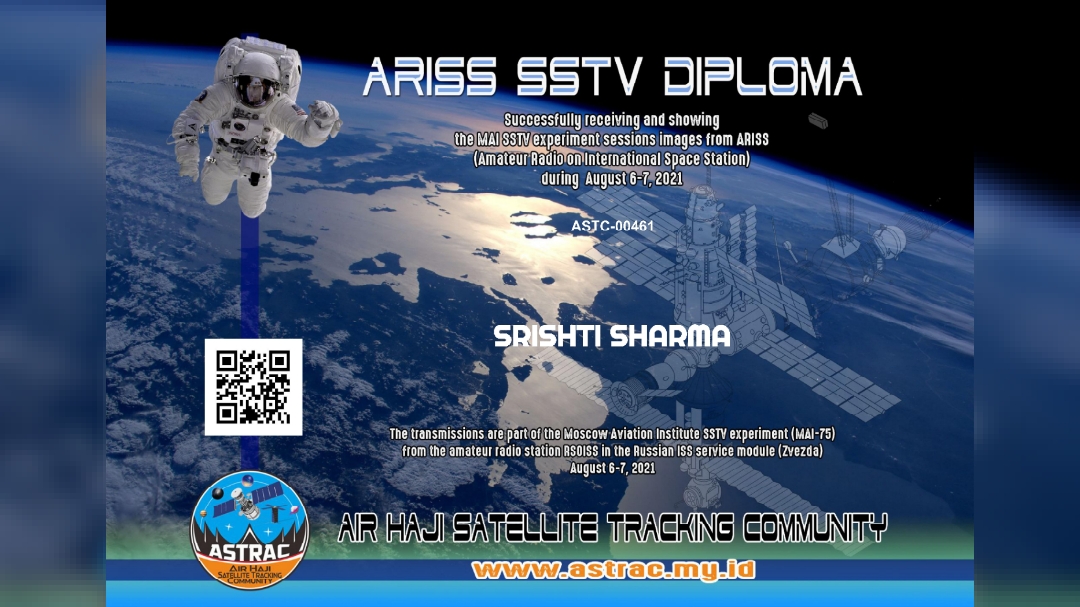 ARISS SSTV DIPLOMA
Successfully receiving and showing
the MAI SSTV experiment sessions images from ARISS
(Amateur Radio on International Space Station)
during August 6-7, 2021
ASTC-00461
SRISHTI SHARMA
The transmissions are part of the Moscow Aviation Institute SSTV experiment (MAI-75)
from the amateur radio station RS0ISS in the Russian ISS service module (Zvezda)
August 6-7, 2021
AIR HAJI SATELLITE TRACKING COMMUNITY
ASTRAC
AIR HAJI
SATELLITE TRACKING
COMMUNITY
www.astrac.my.id